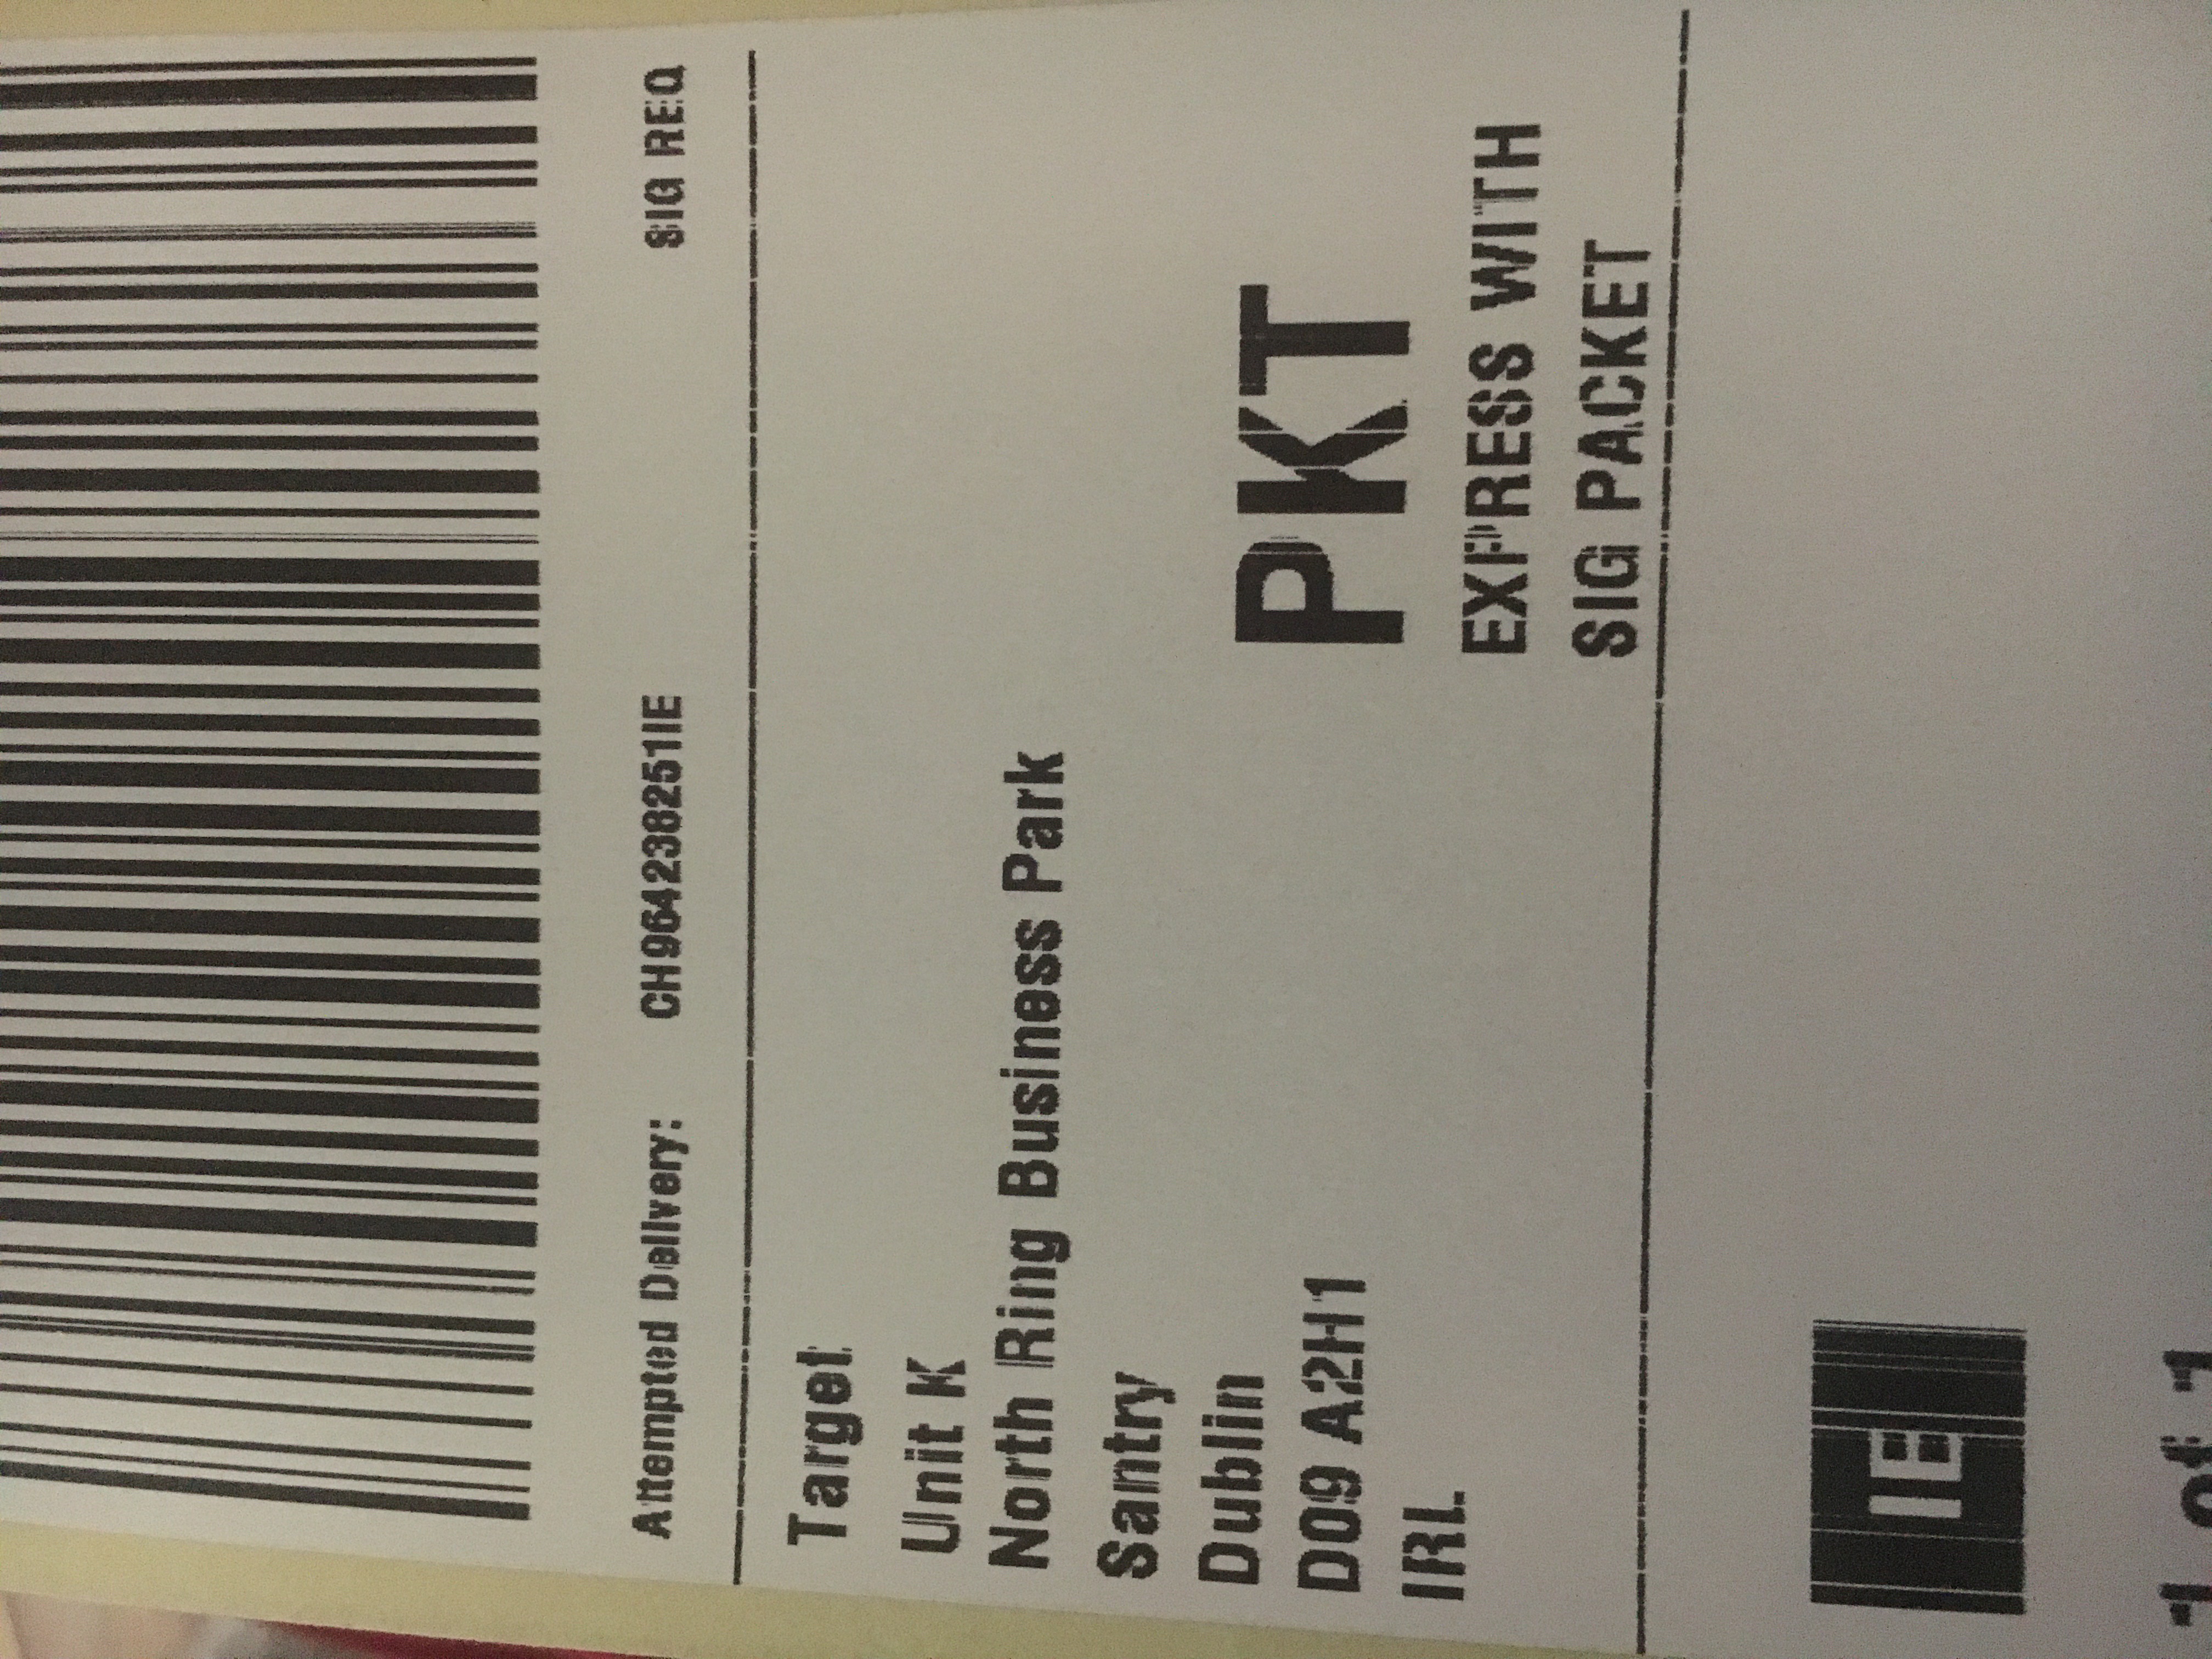 Attempted Delivery: CH964238251IE SIG REQ
Target
Unit K
North Ring Business Park
Santry
Dublin
D09 A2H1
IRL
PKT
EXPRESS WITH
SIG PACKET
IE
1 of 1